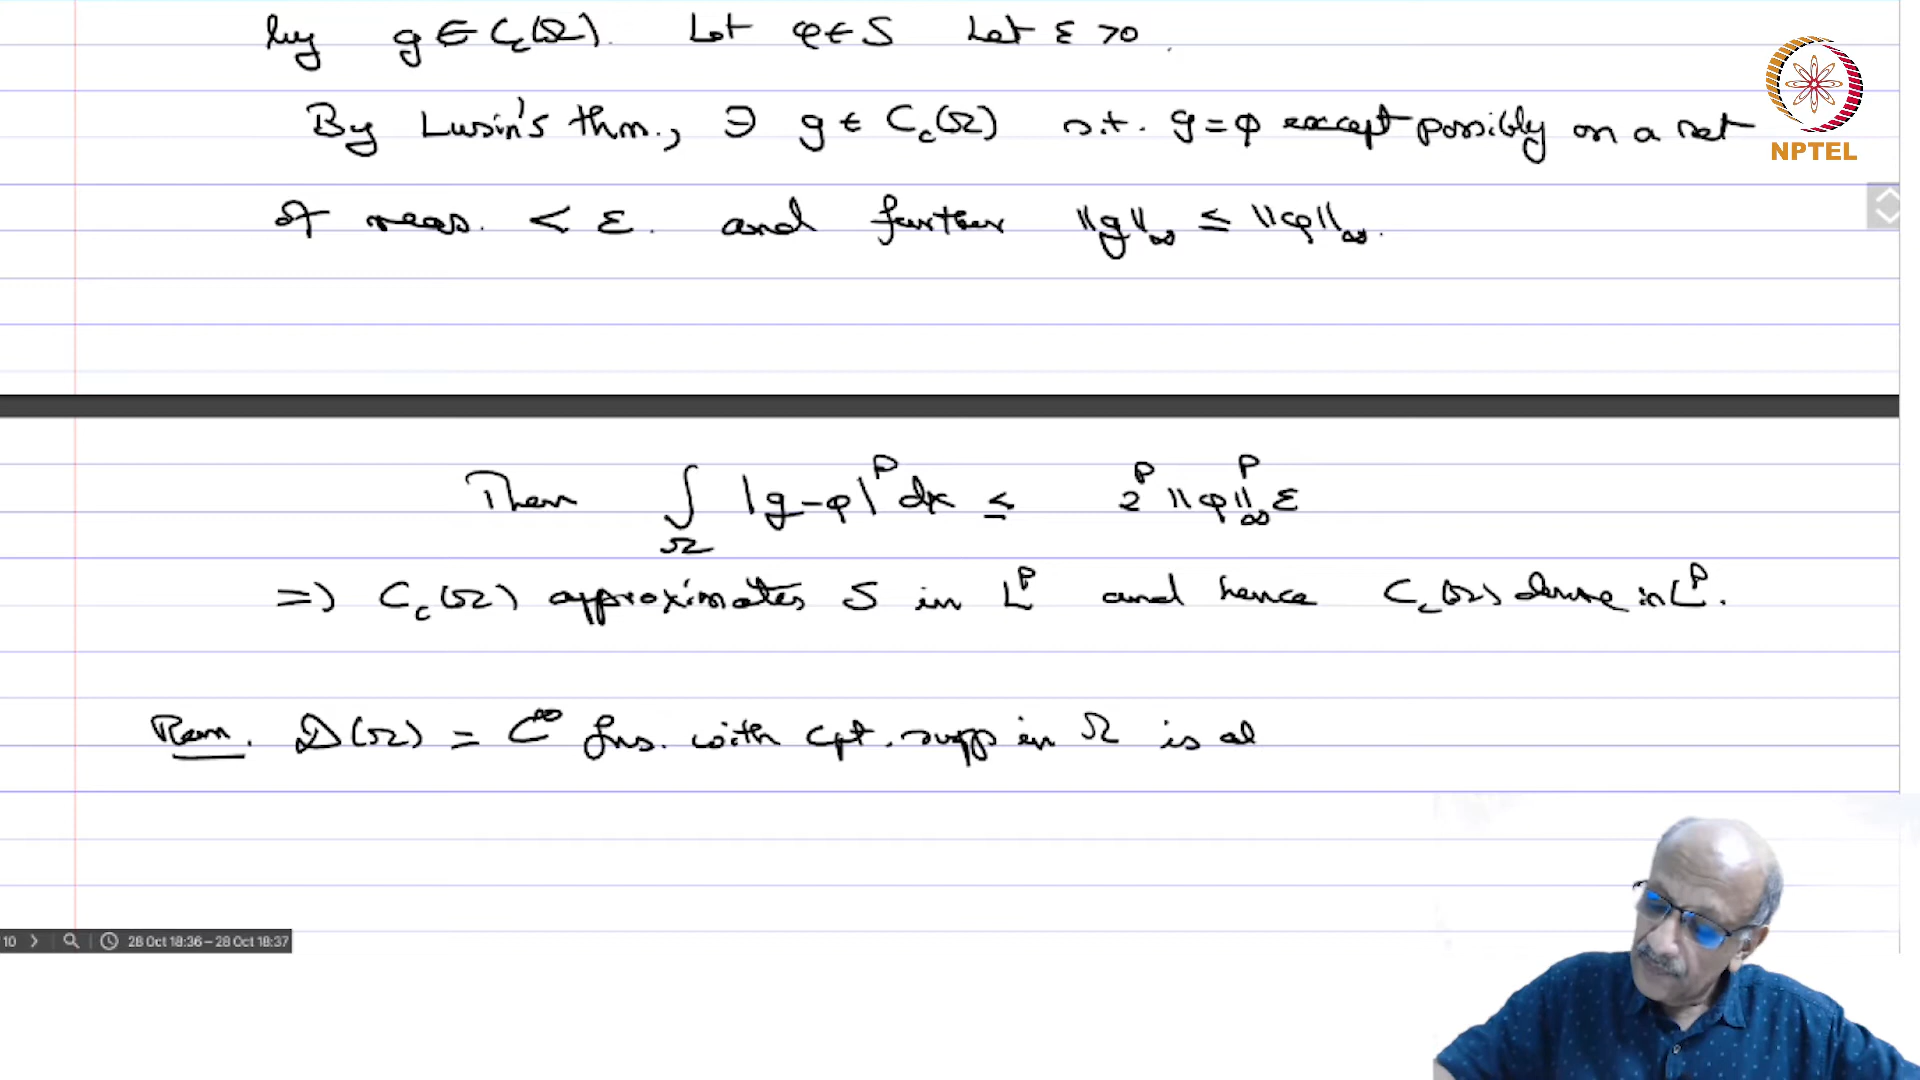 by g ∈ C_c(Ω). Let φ ∈ S Let ε > 0.
NPTEL
By Lusin's thm., ∃ g ∈ C_c(Ω) s.t. g = φ except possibly on a set
of meas. < ε. and further ||g||_∞ ≤ ||φ||_∞.
Then ∫_Ω |g-φ|^p dx ≤ 2^p ||φ||_∞^p ε
=> C_c(Ω) approximates S in L^p and hence C_c(Ω) dense in L^p.
Rem. D(Ω) = C^∞ fns. with cpt. supp in Ω is al
10 28 Oct 18:36 – 28 Oct 18:37